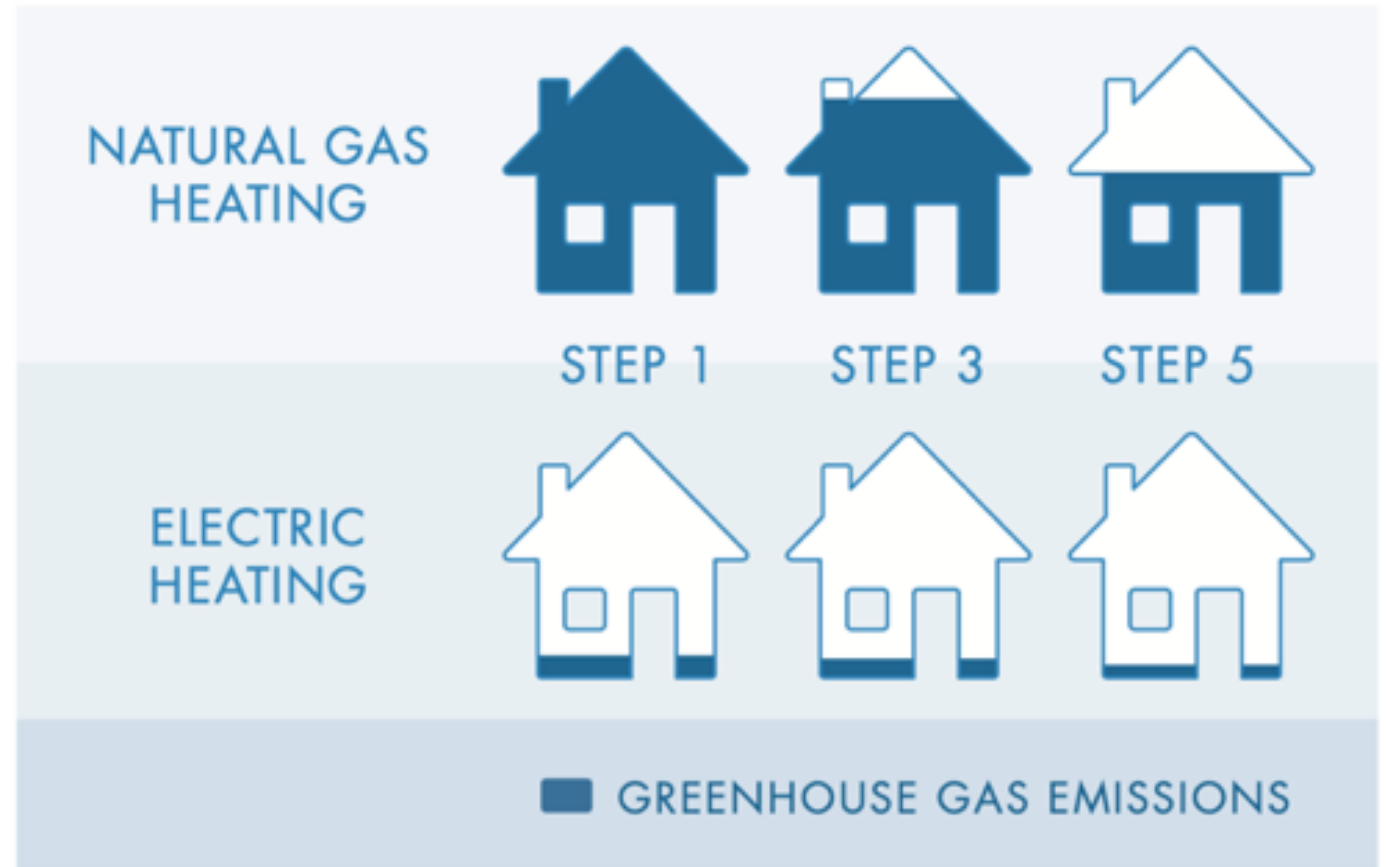 NATURAL GAS
HEATING
STEP 1
STEP 3
STEP 5
ELECTRIC
HEATING
GREENHOUSE GAS EMISSIONS